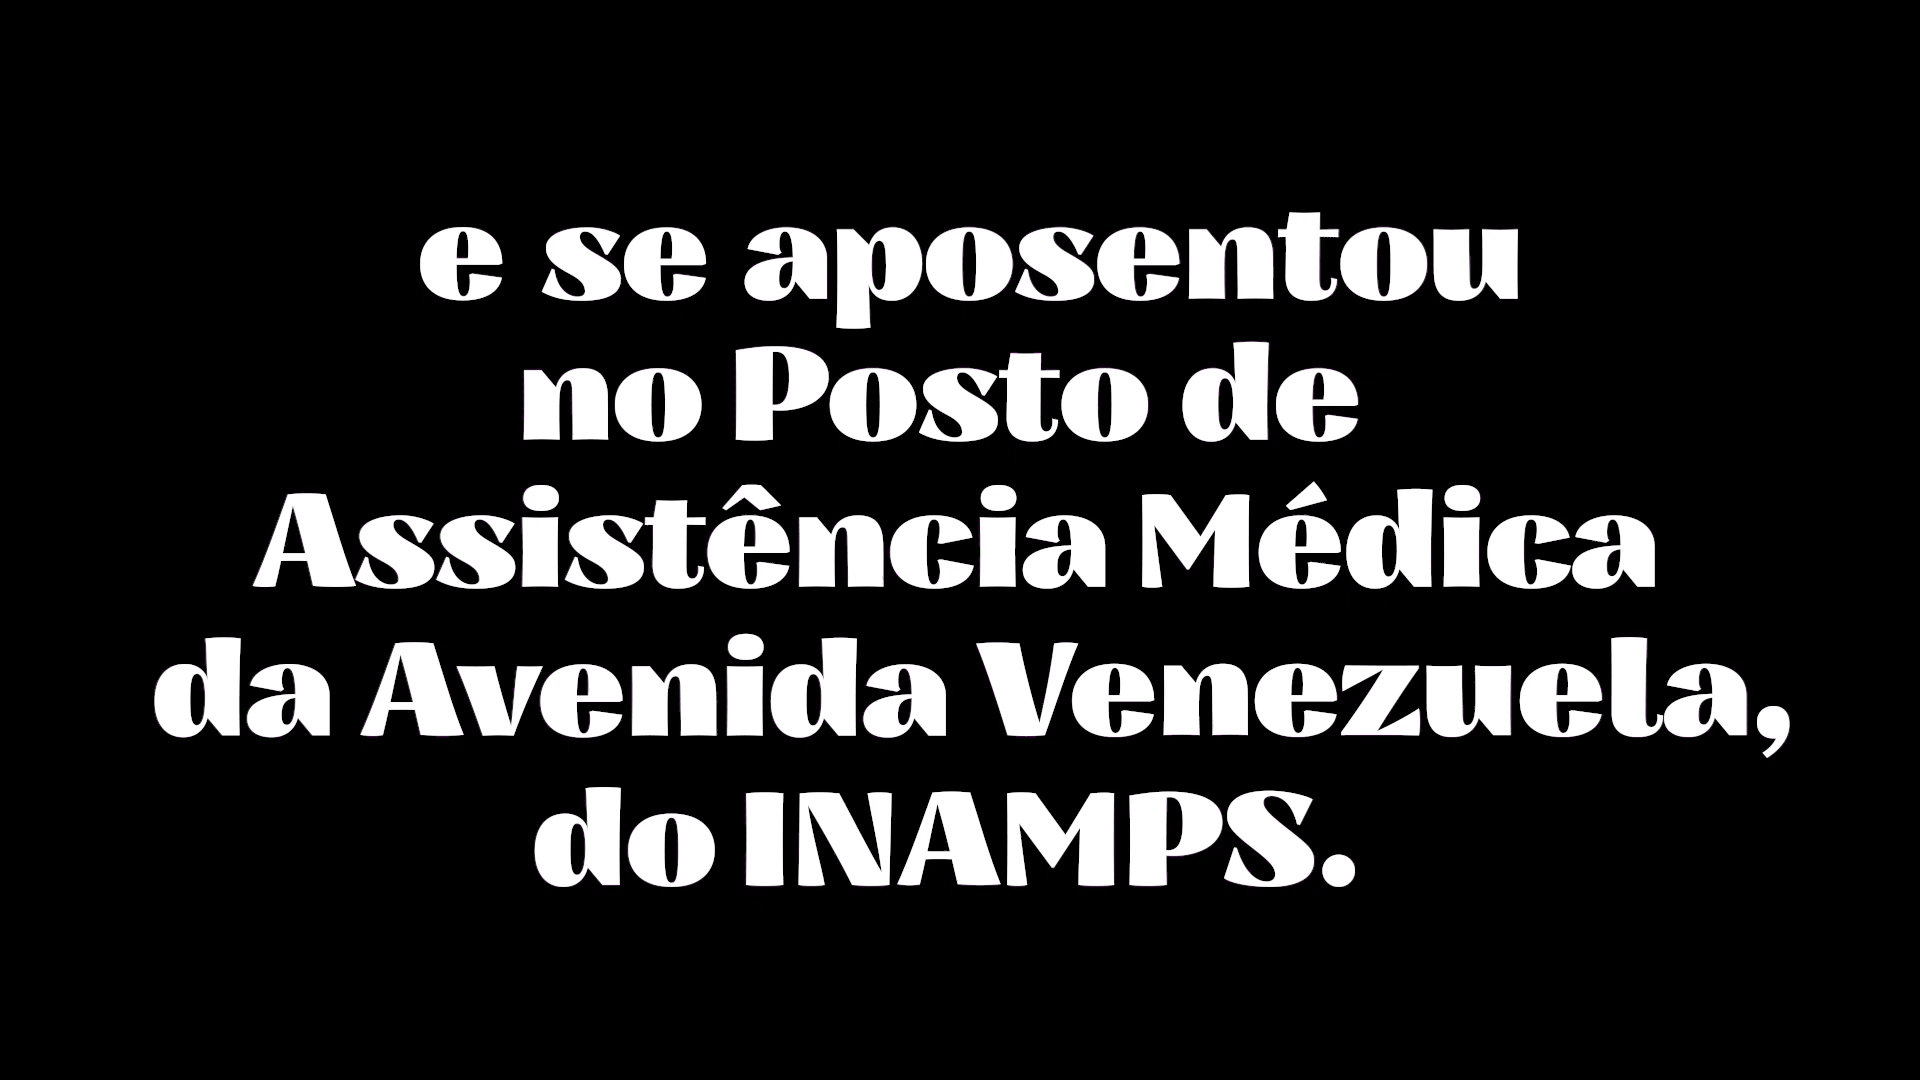 e se aposentou
no Posto de
Assistência Médica
da Avenida Venezuela,
do INAMPS.